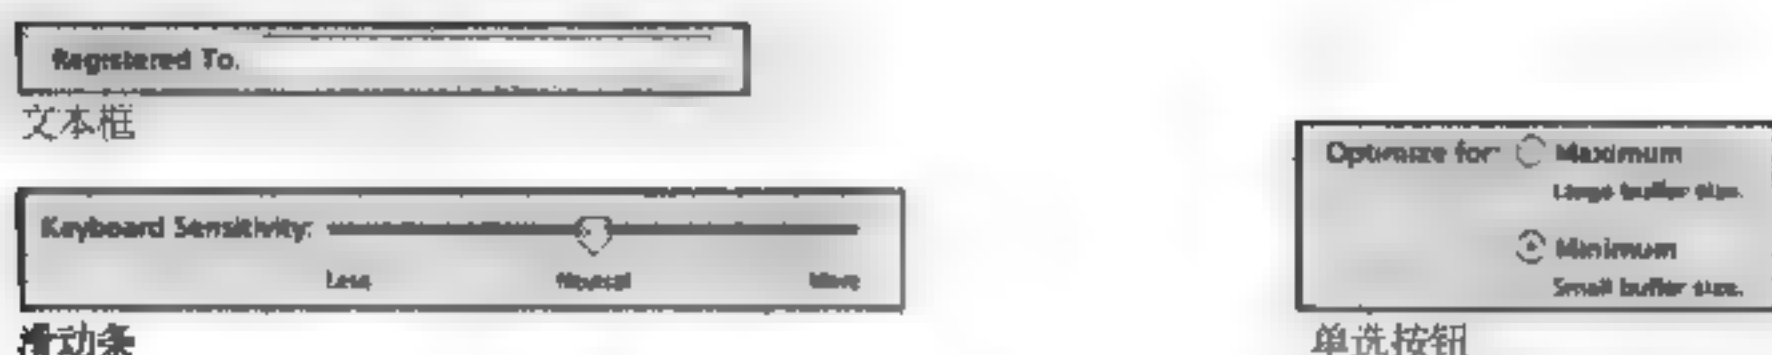 Registered To:
文本框
Keyboard Sensitivity:
Less Normal More
滑动条
Optimize for: Maximum
Large buffer size.
Minimum
Small buffer size.
单选按钮